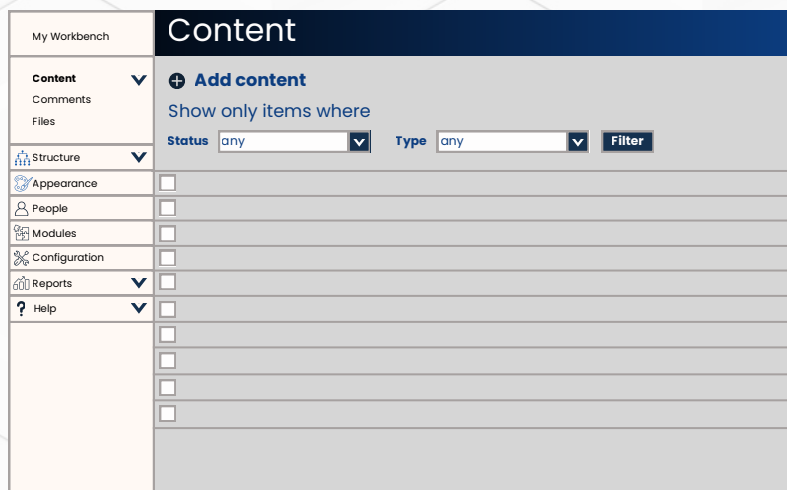 My Workbench
Content
Content
Comments
Files
Structure
Appearance
People
Modules
Configuration
Reports
? Help
Add content
Show only items where
Status any Type any Filter